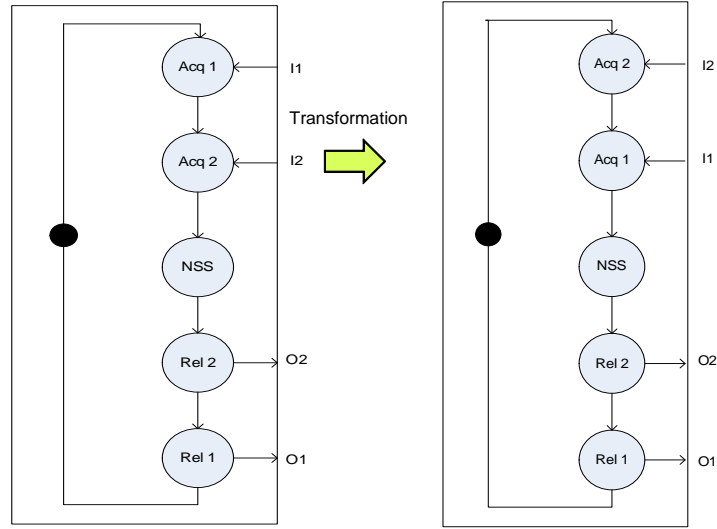 Acq 1
I1
Acq 2
I2
NSS
Rel 2
O2
Rel 1
O1
Transformation
Acq 2
I2
Acq 1
I1
NSS
Rel 2
O2
Rel 1
O1